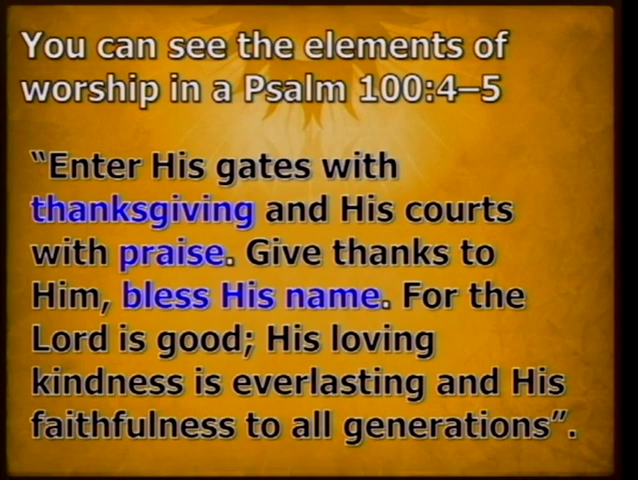 You can see the elements of
worship in a Psalm 100:4–5
“Enter His gates with
thanksgiving and His courts
with praise. Give thanks to
Him, bless His name. For the
Lord is good; His loving
kindness is everlasting and His
faithfulness to all generations”.